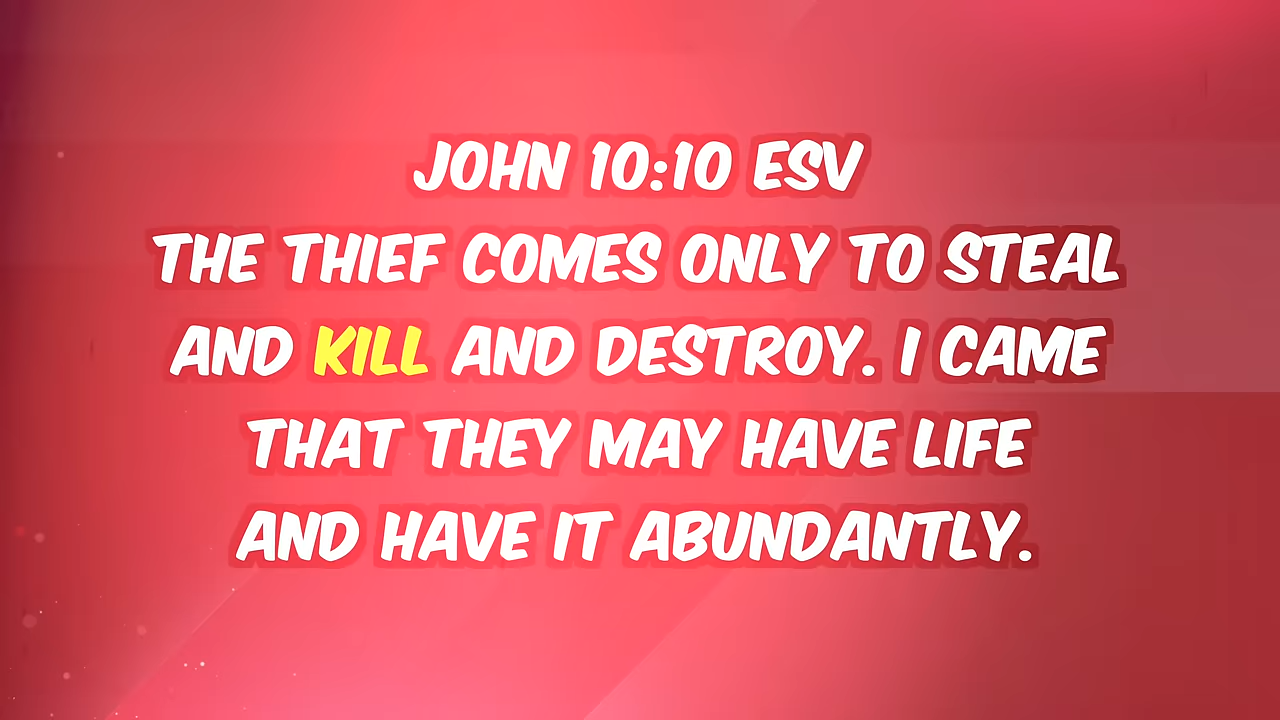 JOHN 10:10 ESV
THE THIEF COMES ONLY TO STEAL
AND KILL AND DESTROY. I CAME
THAT THEY MAY HAVE LIFE
AND HAVE IT ABUNDANTLY.